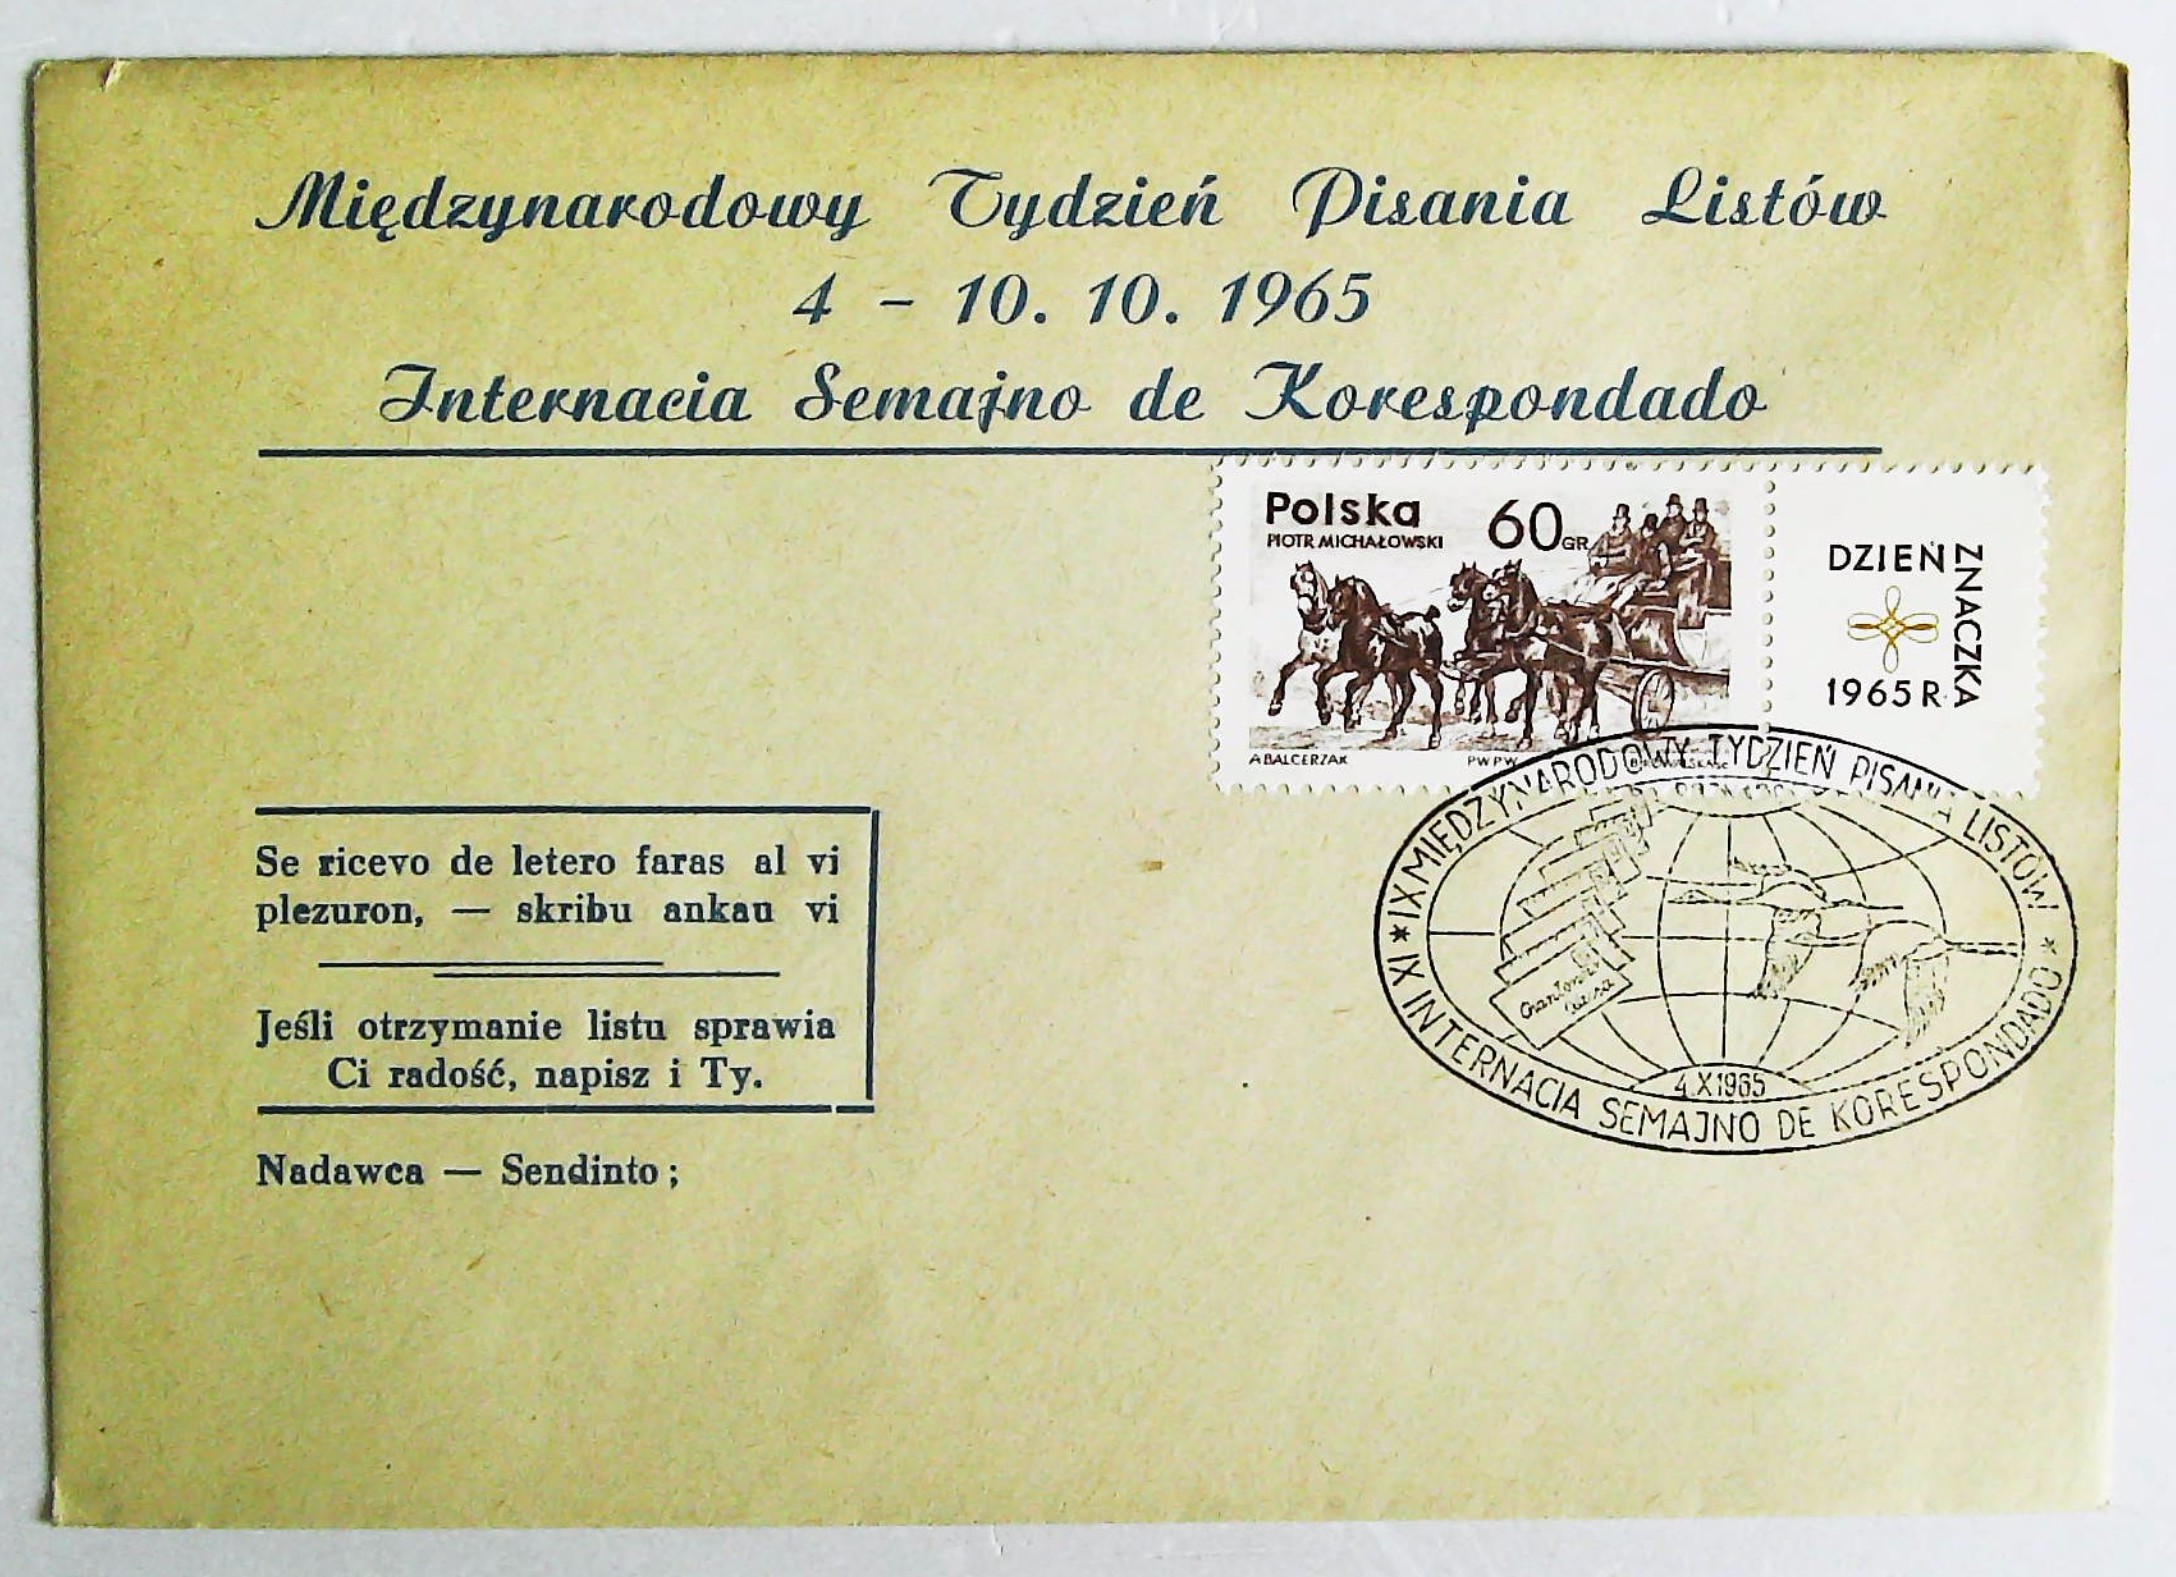 Międzynarodowy Tydzień Pisania Listów
4 – 10. 10. 1965
Internacia Semajno de Korespondado
Polska 60 GR
PIOTR MICHAŁOWSKI
DZIEŃ
ZNACZKA
1965 R.
A BALCERZAK
PWPW
Se ricevo de letero faras al vi
plezuron, — skribu ankau vi
Jeśli otrzymanie listu sprawia
Ci radość, napisz i Ty.
Nadawca — Sendinto ;
* IX MIĘDZYNARODOWY TYDZIEŃ PISANIA LISTÓW *
IX INTERNACIA SEMAJNO DE KORESPONDADO
4.X1965